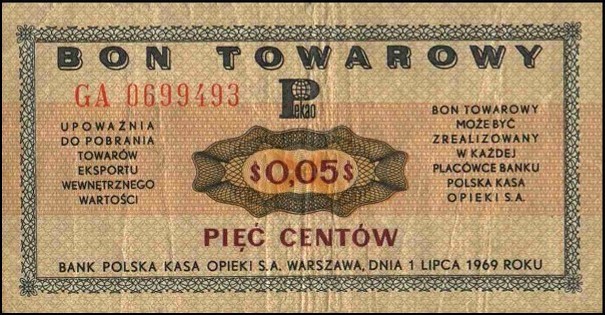 BON TOWAROWY
GA 0699493
Pekao
UPOWAŻNIA
DO POBRANIA
TOWARÓW
EKSPORTU
WEWNĘTRZNEGO
WARTOŚCI
$0,05$
BON TOWAROWY
MOŻE BYĆ
ZREALIZOWANY
W KAŻDEJ
PLACÓWCE BANKU
POLSKA KASA
OPIEKI S.A.
PIĘĆ CENTÓW
BANK POLSKA KASA OPIEKI S.A. WARSZAWA, DNIA 1 LIPCA 1969 ROKU